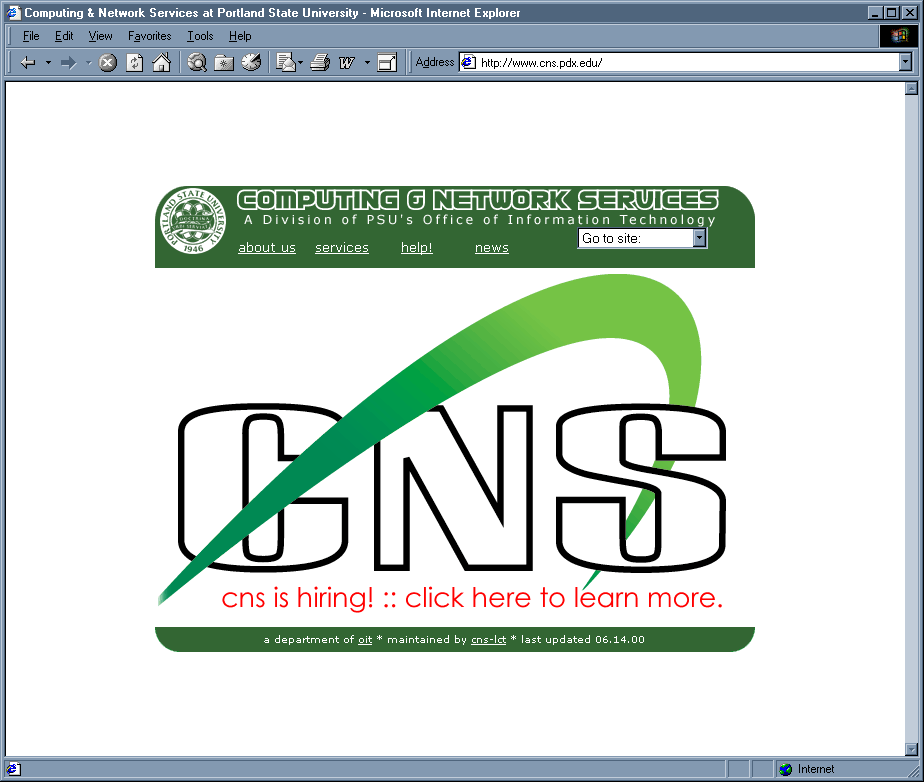 Computing & Network Services at Portland State University - Microsoft Internet Explorer
File Edit View Favorites Tools Help
Address http://www.cns.pdx.edu/
PORTLAND STATE UNIVERSITY
DOCTRINA
URBI SERVIAT
1946
COMPUTING & NETWORK SERVICES
A Division of PSU's Office of Information Technology
about us services help! news Go to site:
CNS
cns is hiring! :: click here to learn more.
a department of oit * maintained by cns-lct * last updated 06.14.00
Internet